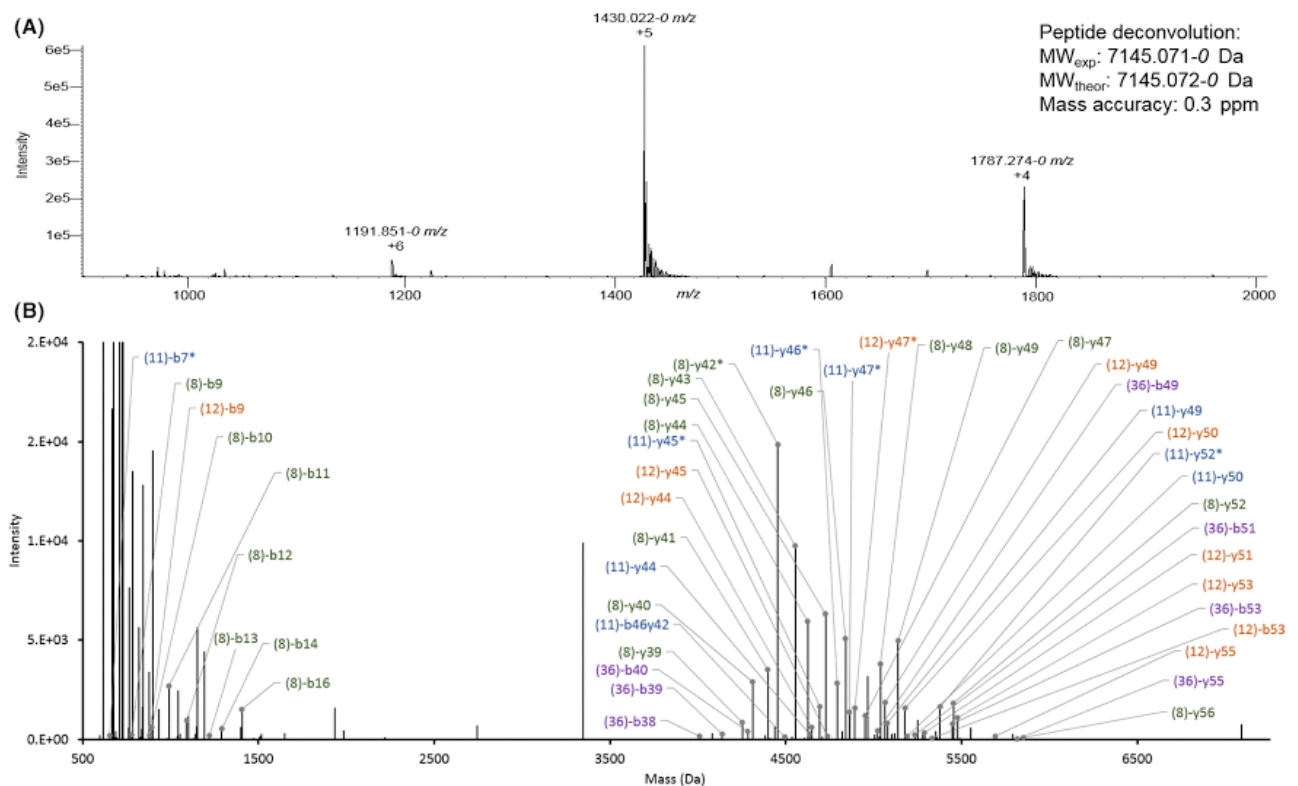 (A)
1430.022-0 m/z
+5
Peptide deconvolution:
MWexp: 7145.071-0 Da
MWtheor: 7145.072-0 Da
Mass accuracy: 0.3 ppm
6e5
5e5
4e5
3e5
2e5
1e5
Intensity
1787.274-0 m/z
+4
1191.851-0 m/z
+6
1000
1200
1400
m/z
1600
1800
2000
(B)
2.E+04
2.E+04
1.E+04
5.E+03
0.E+00
Intensity
(11)-b7*
(8)-b9
(12)-b9
(8)-b10
(8)-b11
(8)-b12
(8)-b13
(8)-b14
(8)-b16
(8)-y42*
(8)-y43
(8)-y45
(8)-y44
(11)-y45*
(12)-y45
(12)-y44
(8)-y41
(11)-y44
(8)-y40
(11)-b46y42
(8)-y39
(36)-b40
(36)-b39
(36)-b38
(11)-y46*
(8)-y46
(12)-y47*
(11)-y47*
(8)-y48
(8)-y49
(8)-y47
(12)-y49
(36)-b49
(11)-y49
(12)-y50
(11)-y52*
(11)-y50
(8)-y52
(36)-b51
(12)-y51
(12)-y53
(36)-b53
(12)-b53
(12)-y55
(36)-y55
(8)-y56
500
1500
2500
3500
4500
5500
6500
Mass (Da)